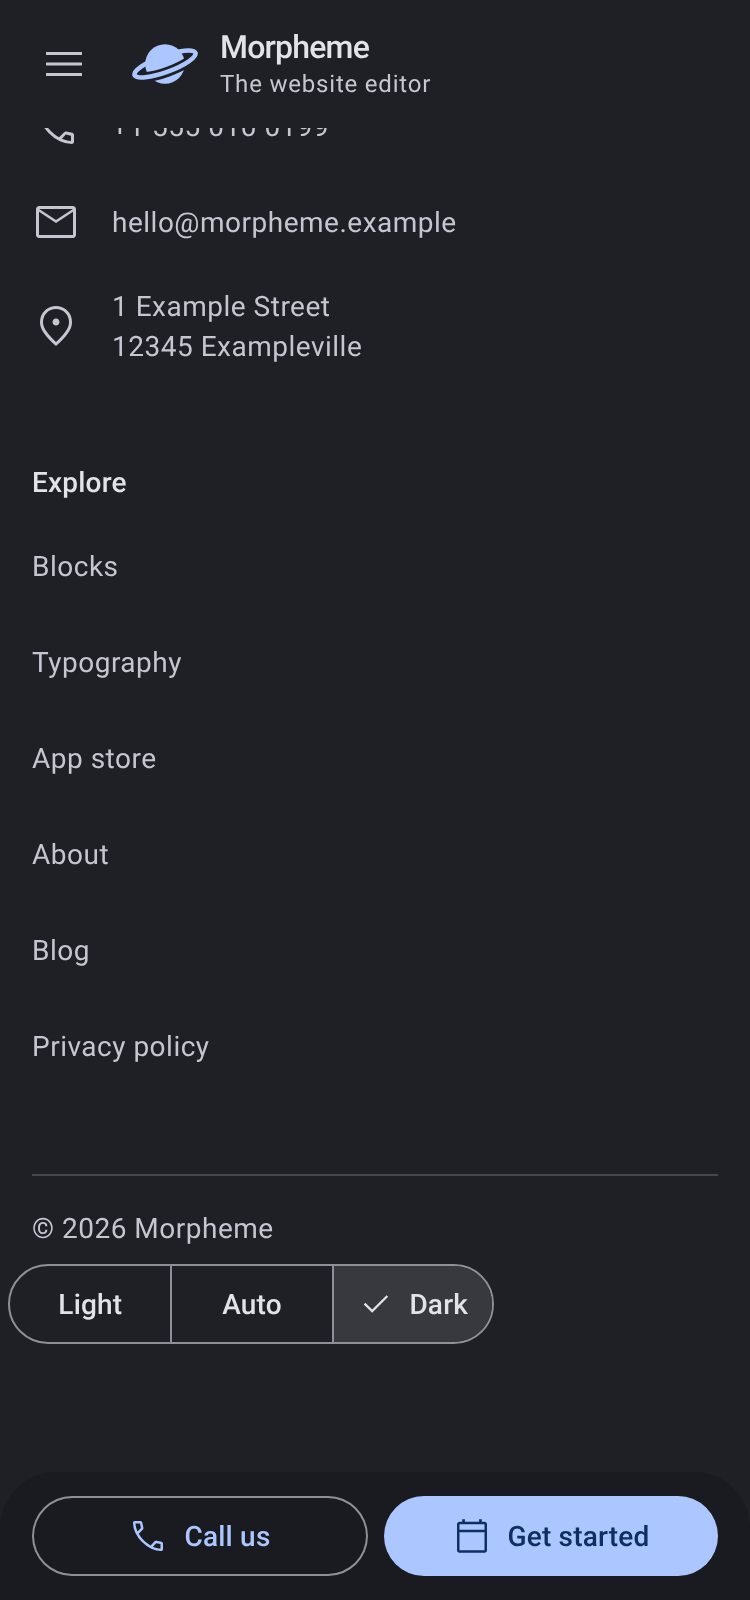 Morpheme
The website editor
hello@morpheme.example
1 Example Street
12345 Exampleville
Explore
Blocks
Typography
App store
About
Blog
Privacy policy
© 2026 Morpheme
Light
Auto
Dark
Call us
Get started